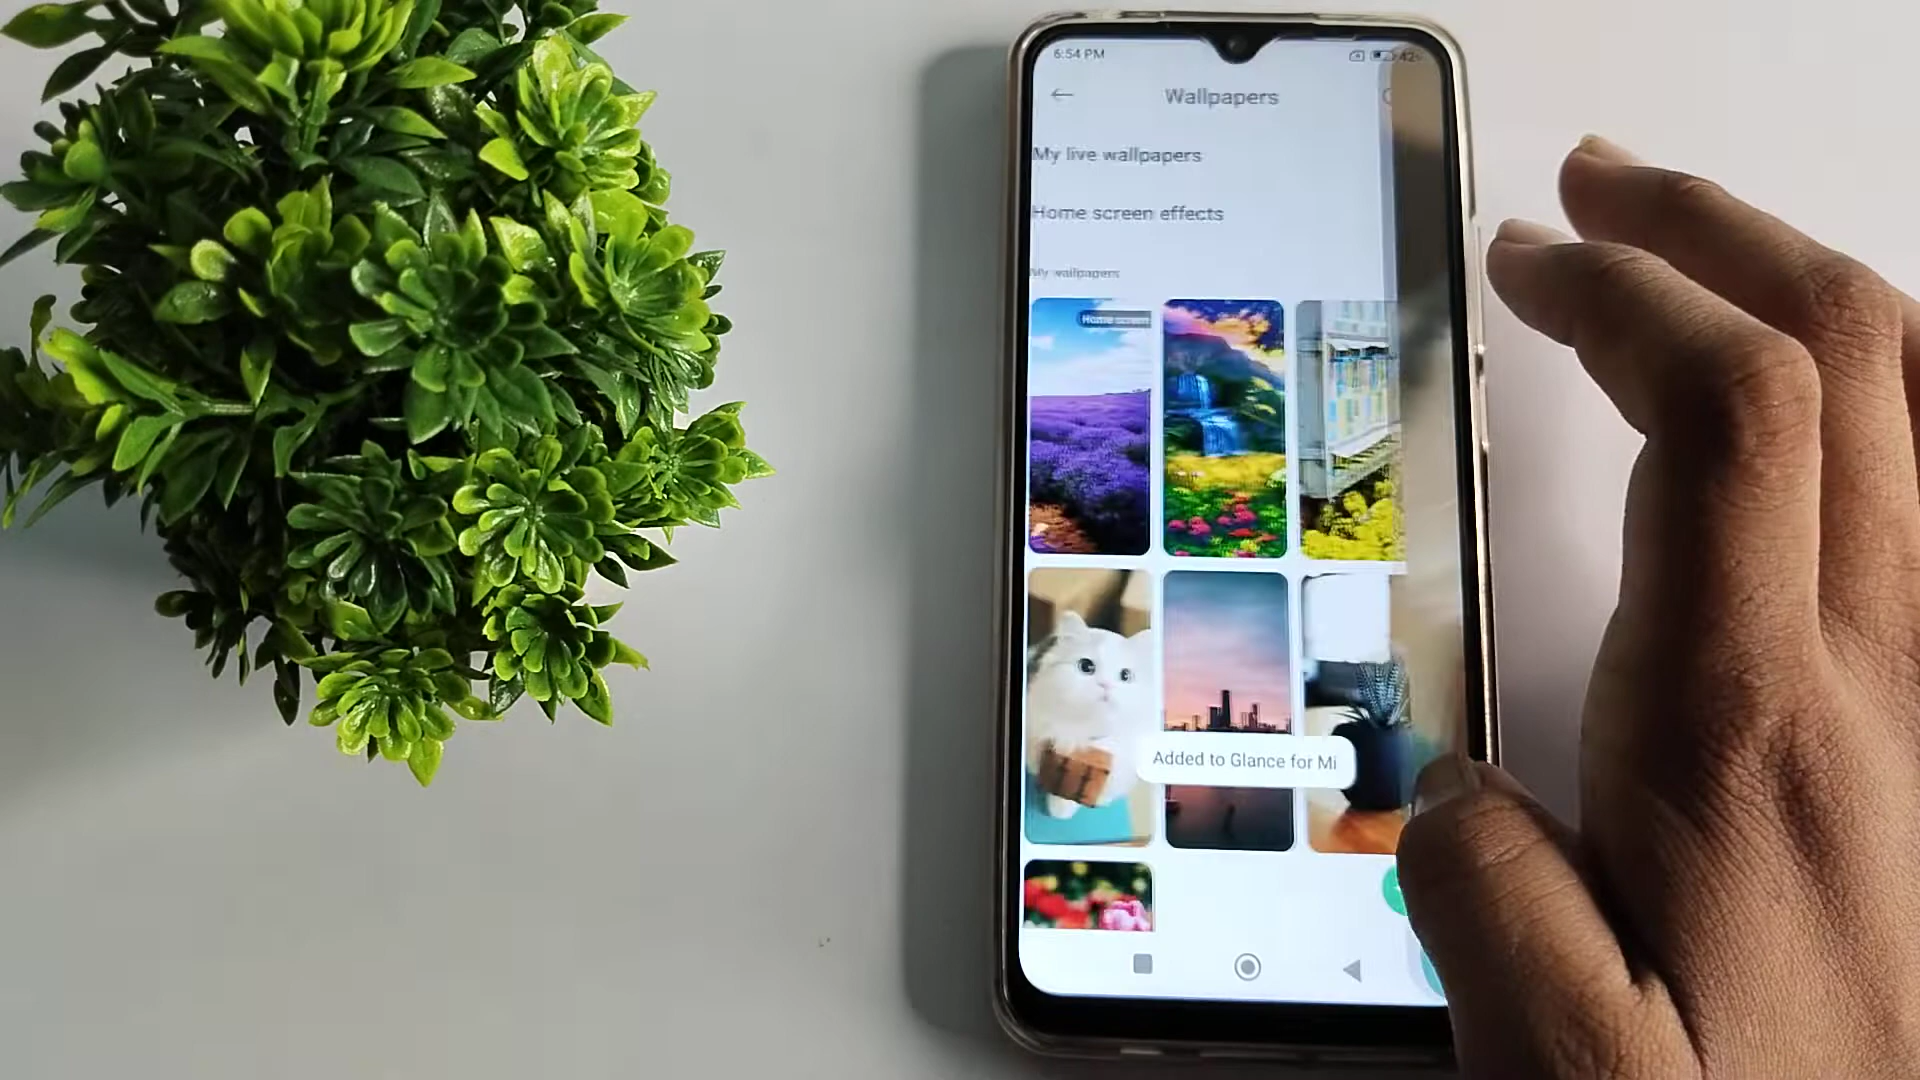 6:54 PM
42
Wallpapers
My live wallpapers
Home screen effects
My wallpapers
Home screen
Added to Glance for Mi